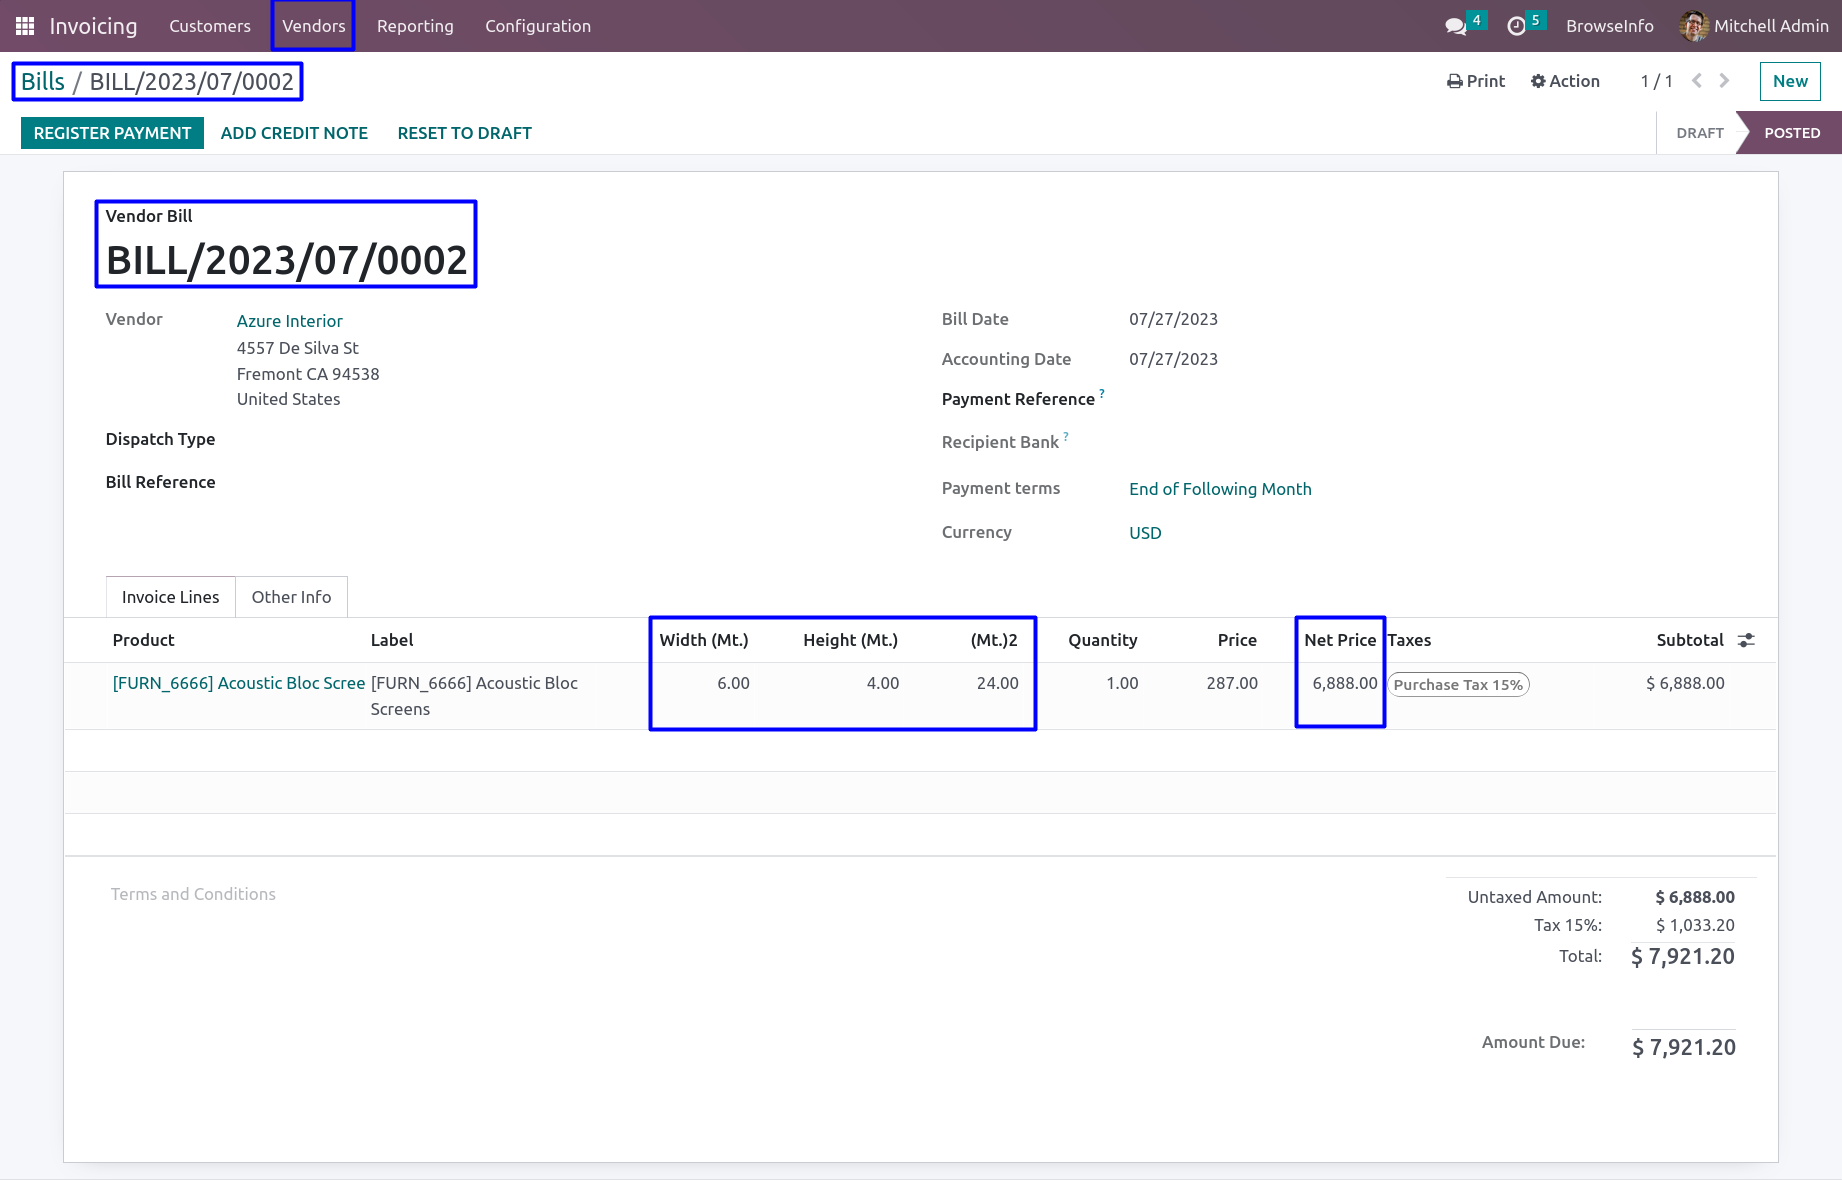 Invoicing Customers Vendors Reporting Configuration 4 5 BrowseInfo Mitchell Admin
Bills / BILL/2023/07/0002 Print Action 1 / 1 New
REGISTER PAYMENT ADD CREDIT NOTE RESET TO DRAFT DRAFT POSTED
Vendor Bill
BILL/2023/07/0002
Vendor Azure Interior
4557 De Silva St
Fremont CA 94538
United States
Dispatch Type
Bill Reference
Bill Date 07/27/2023
Accounting Date 07/27/2023
Payment Reference ?
Recipient Bank ?
Payment terms End of Following Month
Currency USD
Invoice Lines Other Info
Product Label Width (Mt.) Height (Mt.) (Mt.)2 Quantity Price Net Price Taxes Subtotal
[FURN_6666] Acoustic Bloc Scree [FURN_6666] Acoustic Bloc 6.00 4.00 24.00 1.00 287.00 6,888.00 Purchase Tax 15% $ 6,888.00
Screens
Terms and Conditions
Untaxed Amount: $ 6,888.00
Tax 15%: $ 1,033.20
Total: $ 7,921.20
Amount Due: $ 7,921.20